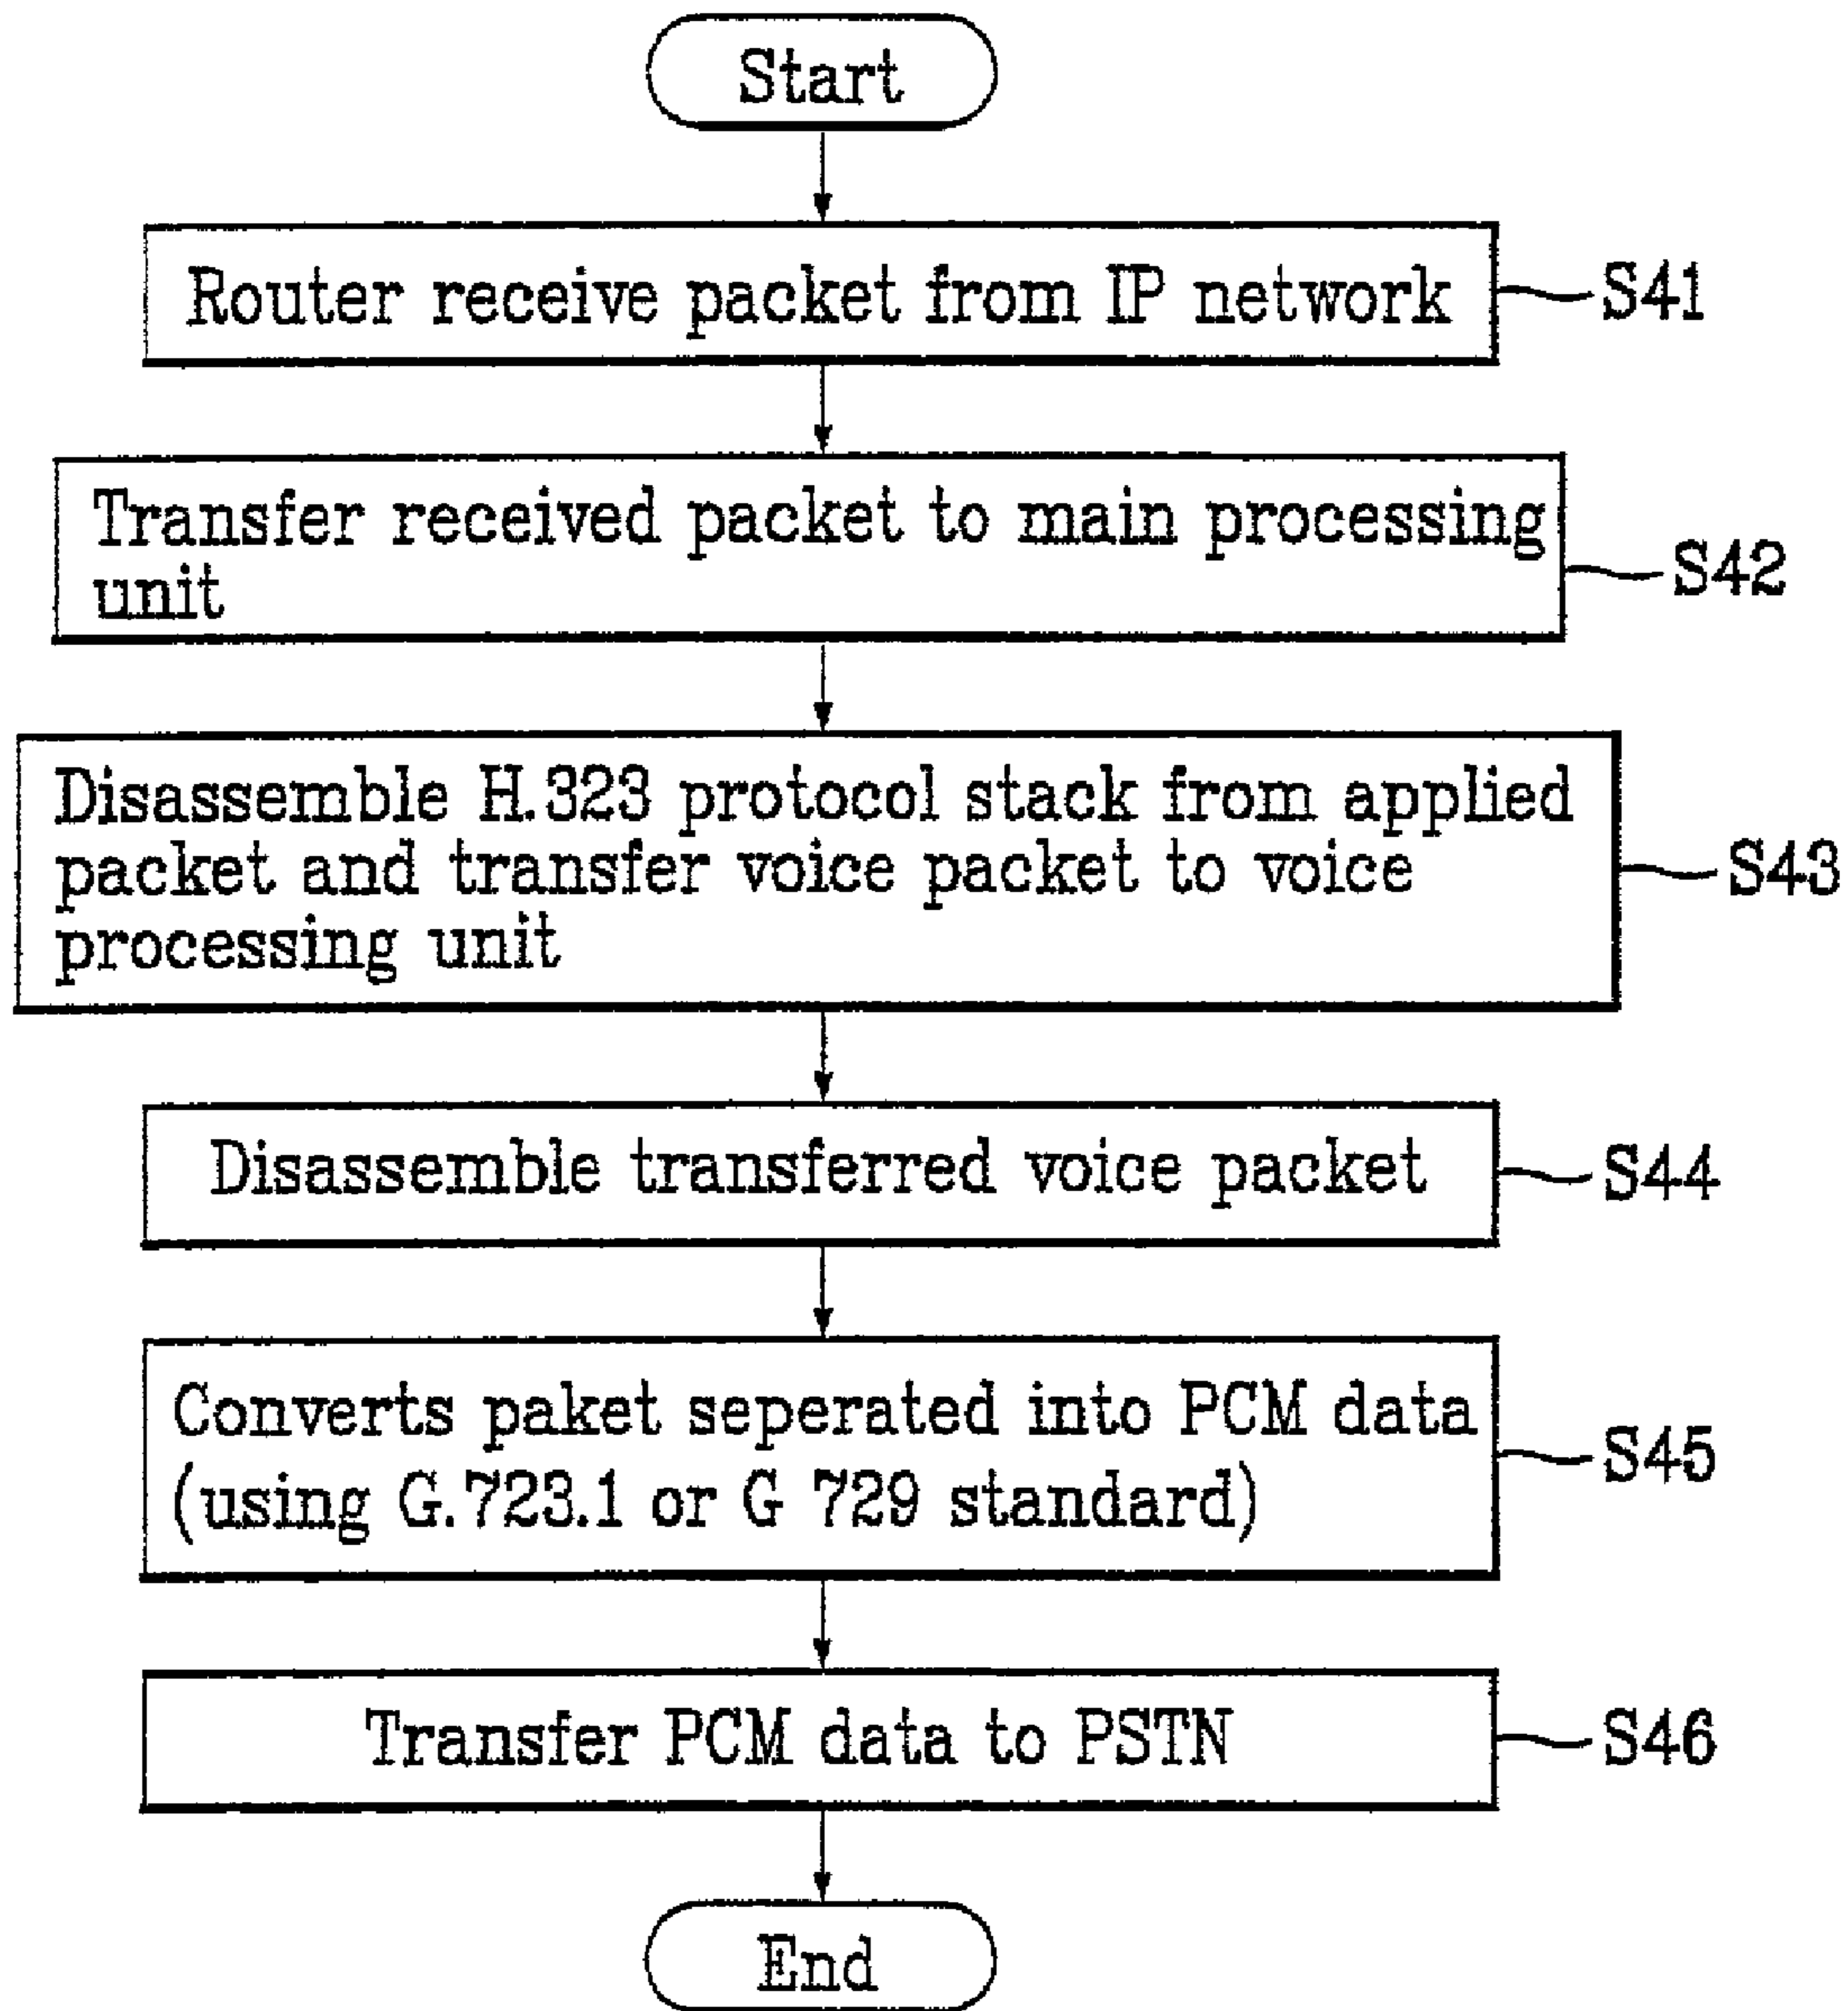 Start
Router receive packet from IP network
S41
Transfer received packet to main processing
unit
S42
Disassemble H.323 protocol stack from applied
packet and transfer voice packet to voice
processing unit
S43
Disassemble transferred voice packet
S44
Converts paket seperated into PCM data
(using G.723.1 or G 729 standard)
S45
Transfer PCM data to PSTN
S46
End